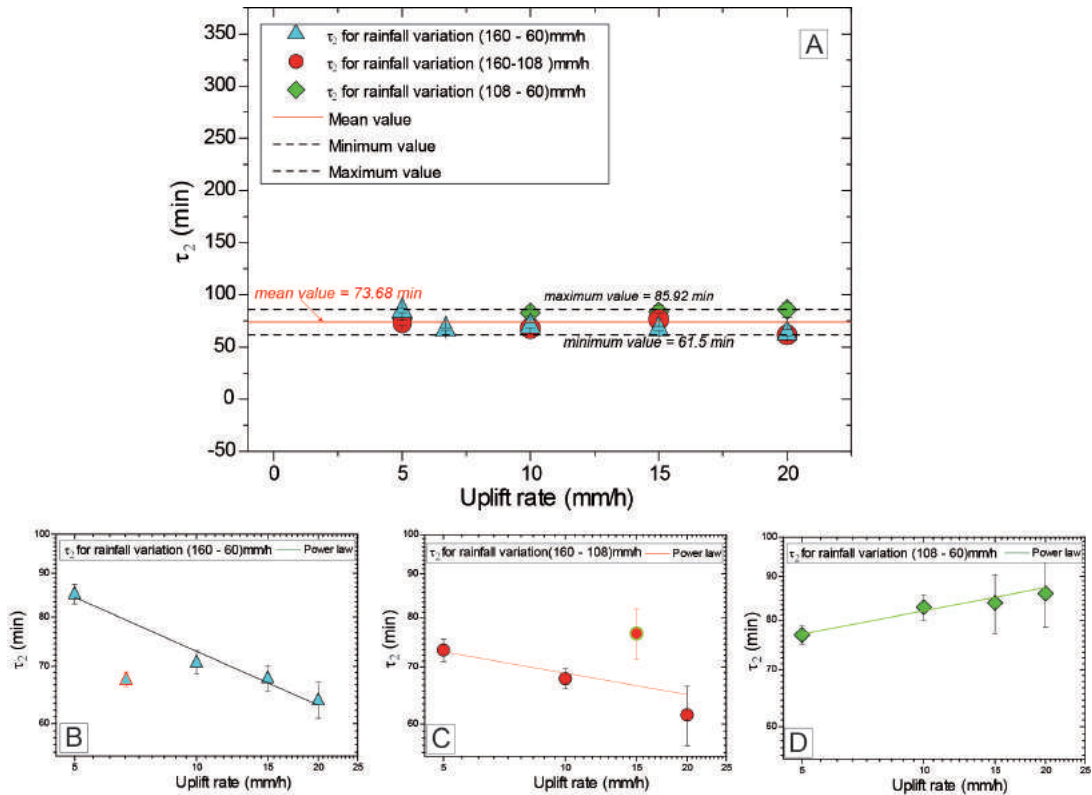 A
τ₂ for rainfall variation (160 - 60)mm/h
τ₂ for rainfall variation (160-108 )mm/h
τ₂ for rainfall variation (108 - 60)mm/h
Mean value
Minimum value
Maximum value
350
300
250
200
150
100
50
0
-50
τ₂ (min)
mean value = 73.68 min
maximum value = 85.92 min
minimum value = 61.5 min
0 5 10 15 20
Uplift rate (mm/h)
τ₂ for rainfall variation (160 - 60)mm/h Power law
100
90
80
70
60
τ₂ (min)
B
5 10 15 20 25
Uplift rate (mm/h)
τ₂ for rainfall variation(160 - 108)mm/h Power law
100
90
80
70
60
τ₂ (min)
C
5 10 15 20 25
Uplift rate (mm/h)
τ₂ for rainfall variation (108 - 60)mm/h Power law
100
90
80
70
60
τ₂ (min)
D
5 10 15 20 25
Uplift rate (mm/h)